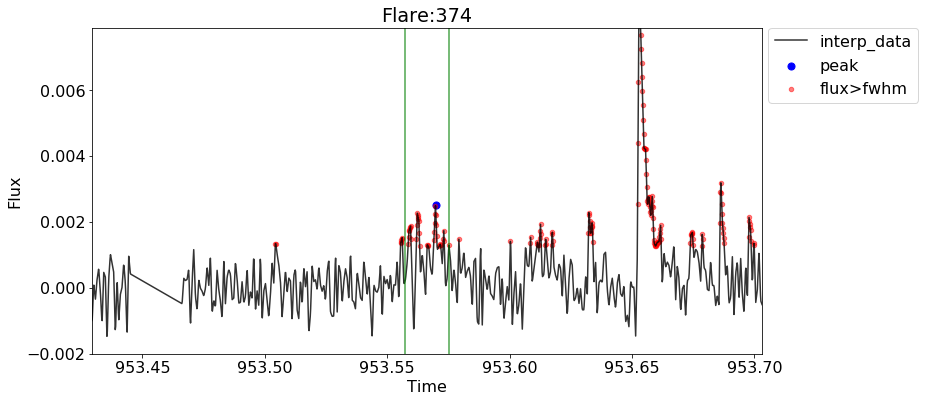 Flare:374
interp_data
peak
flux>fwhm
Flux
0.006
0.004
0.002
0.000
−0.002
953.45 953.50 953.55 953.60 953.65 953.70
Time